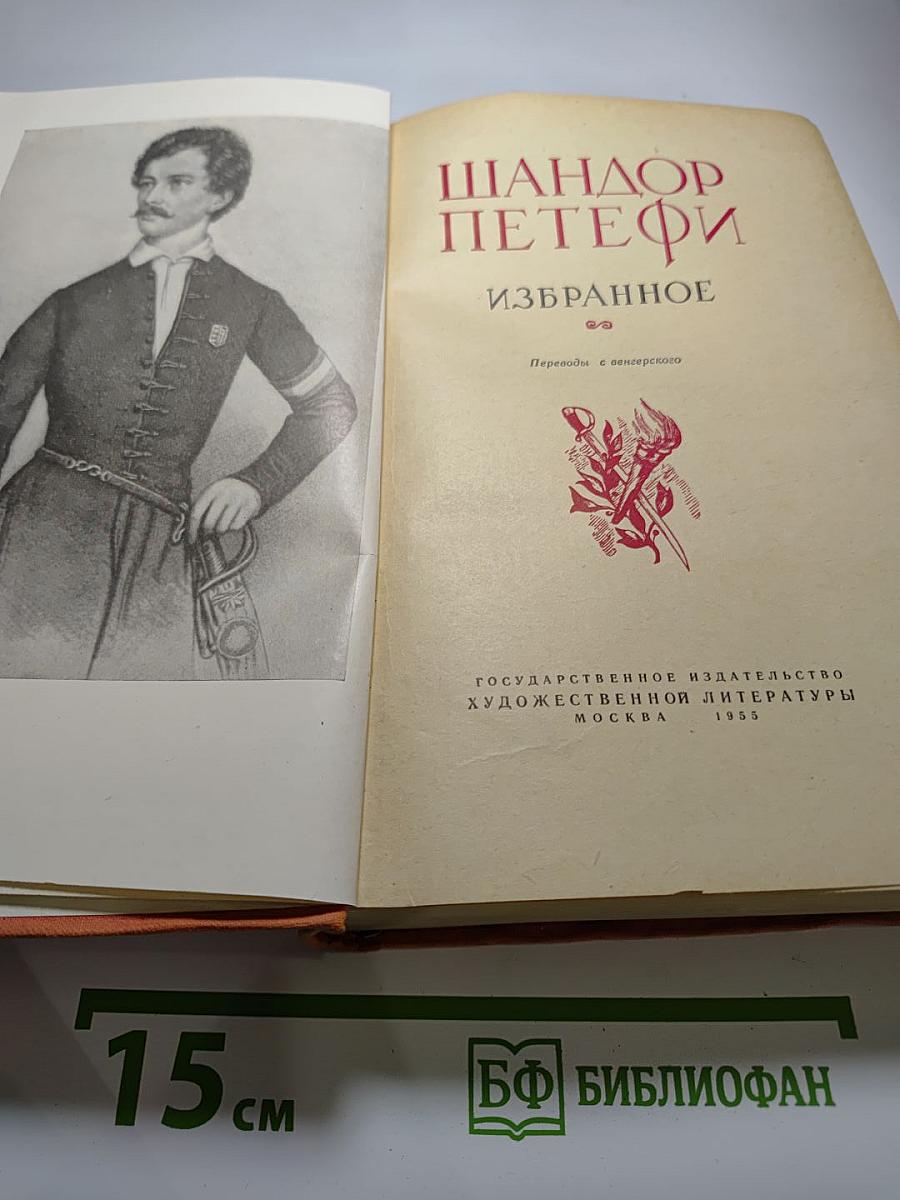 ШАНДОР
ПЕТЕФИ
ИЗБРАННОЕ
Переводы с венгерского
ГОСУДАРСТВЕННОЕ ИЗДАТЕЛЬСТВО
ХУДОЖЕСТВЕННОЙ ЛИТЕРАТУРЫ
МОСКВА 1955
15 см
БФ БИБЛИОФАН